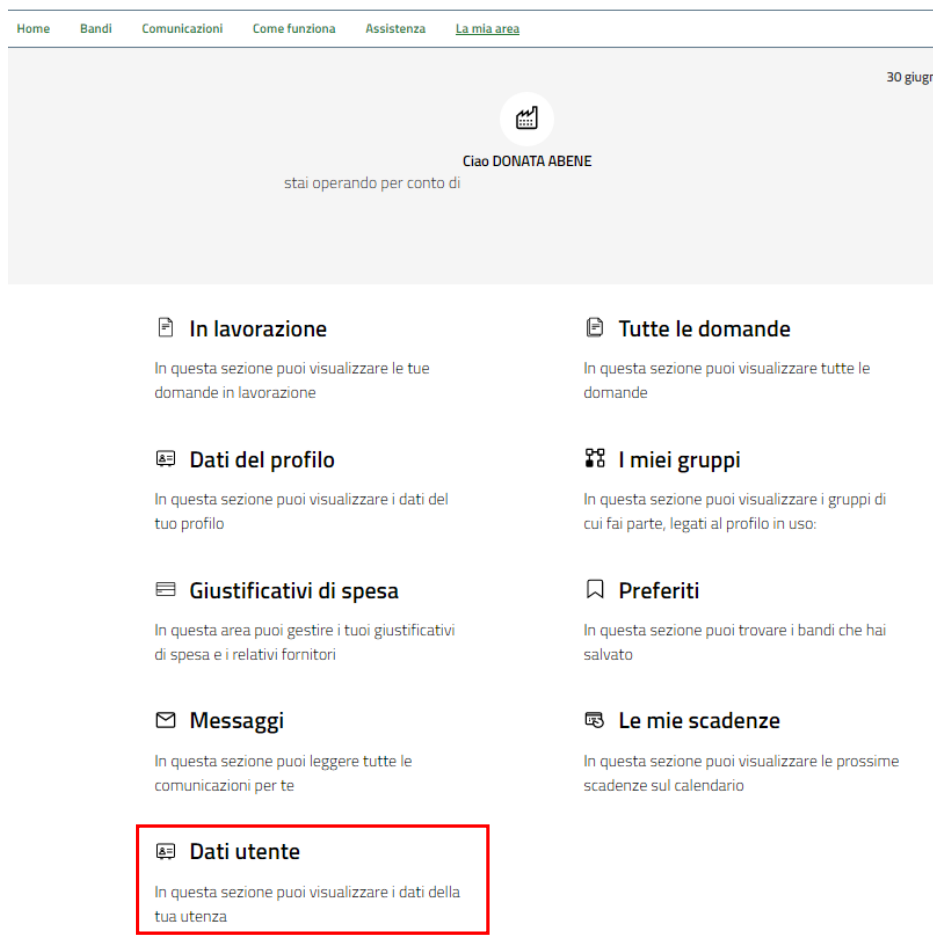 Home Bandi Comunicazioni Come funziona Assistenza La mia area
30
Ciao DONATA ABENE
stai operando per conto di
In lavorazione
In questa sezione puoi visualizzare le tue
domande in lavorazione
Tutte le domande
In questa sezione puoi visualizzare tutte le
domande
Dati del profilo
In questa sezione puoi visualizzare i dati del
tuo profilo
I miei gruppi
In questa sezione puoi visualizzare i gruppi di
cui fai parte, legati al profilo in uso:
Giustificativi di spesa
In questa area puoi gestire i tuoi giustificativi
di spesa e i relativi fornitori
Preferiti
In questa sezione puoi trovare i bandi che hai
salvato
Messaggi
In questa sezione puoi leggere tutte le
comunicazioni per te
Le mie scadenze
In questa sezione puoi visualizzare le prossime
scadenze sul calendario
Dati utente
In questa sezione puoi visualizzare i dati della
tua utenza